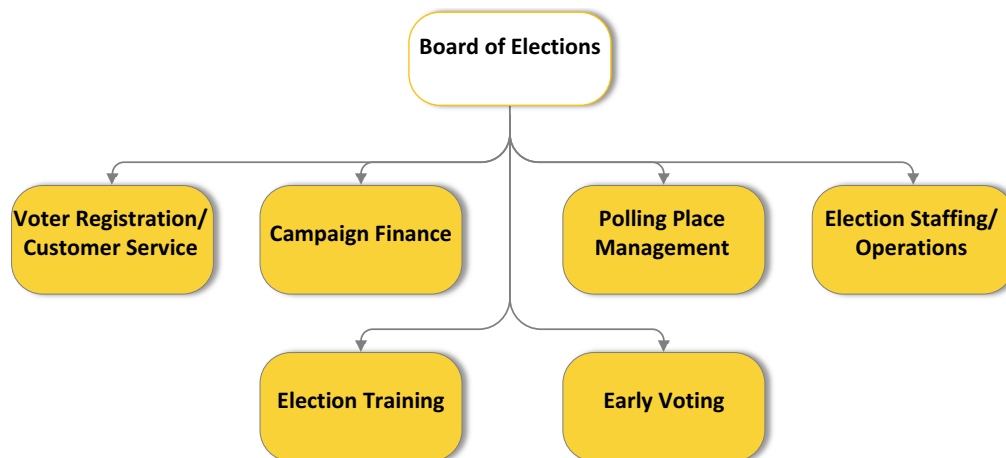 Board of Elections
Voter Registration/
Customer Service
Campaign Finance
Polling Place
Management
Election Staffing/
Operations
Election Training
Early Voting